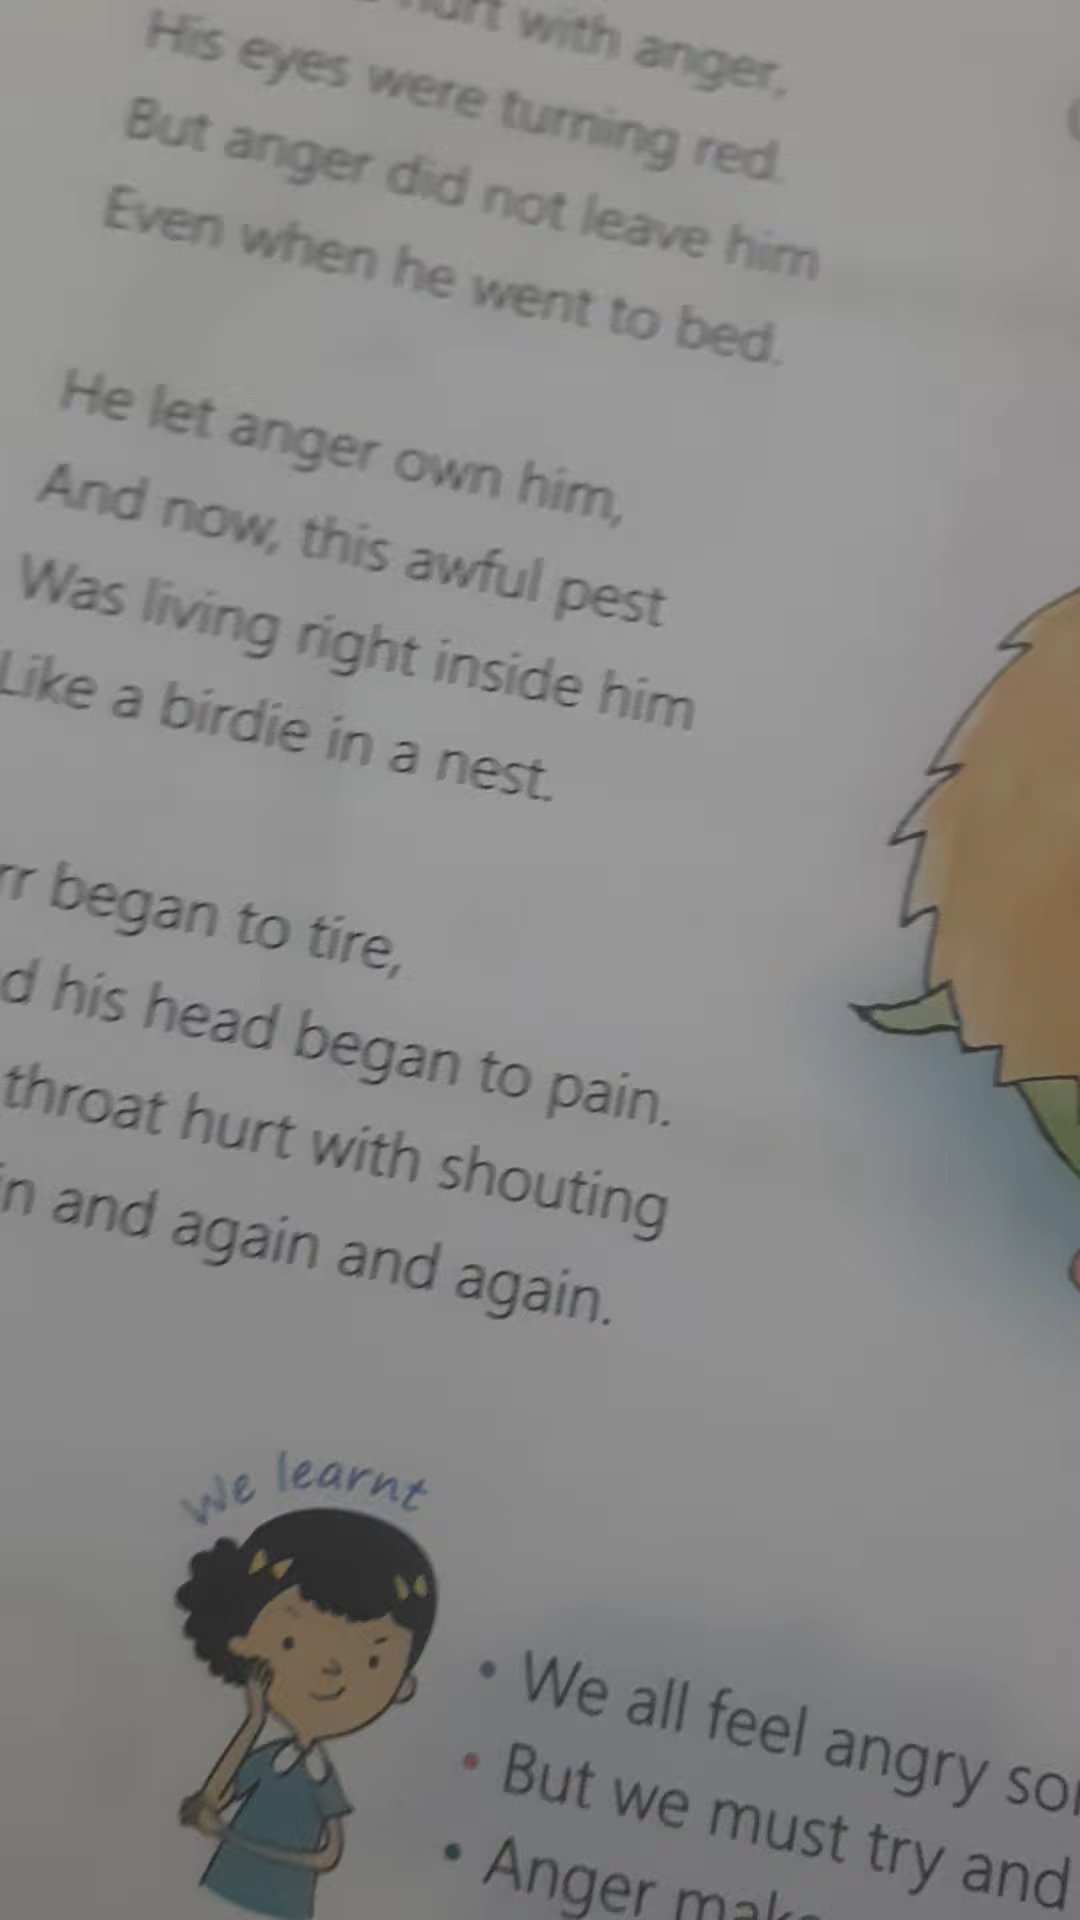 hurt with anger,
His eyes were turning red.
But anger did not leave him
Even when he went to bed.
He let anger own him,
And now, this awful pest
Was living right inside him
Like a birdie in a nest.
rr began to tire,
d his head began to pain.
throat hurt with shouting
in and again and again.
We learnt
• We all feel angry
• But we must try and
• Anger